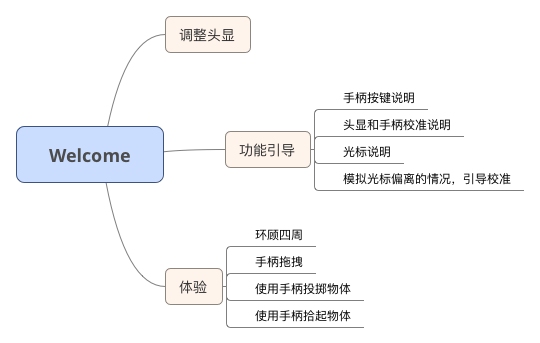 调整头显
Welcome
功能引导
手柄按键说明
头显和手柄校准说明
光标说明
模拟光标偏离的情况，引导校准
体验
环顾四周
手柄拖拽
使用手柄投掷物体
使用手柄拾起物体